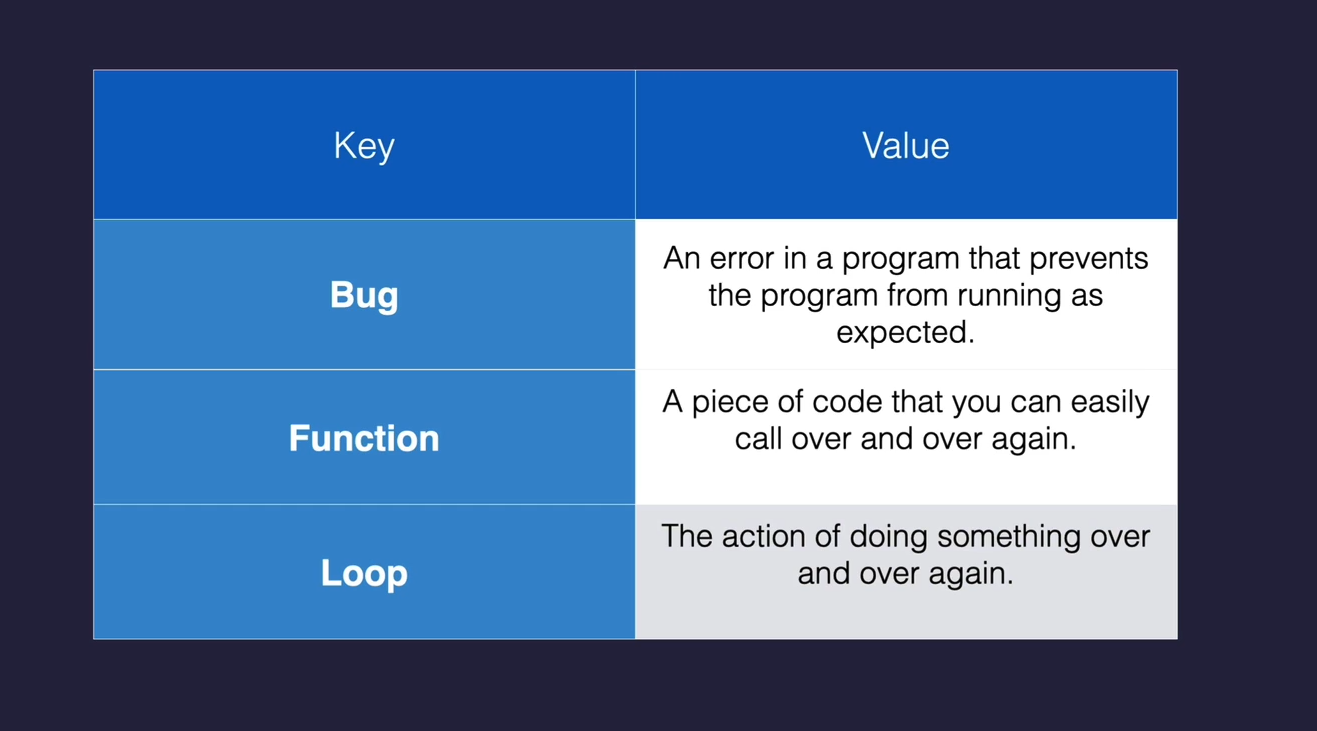 Key
Value
Bug
An error in a program that prevents
the program from running as
expected.
Function
A piece of code that you can easily
call over and over again.
Loop
The action of doing something over
and over again.